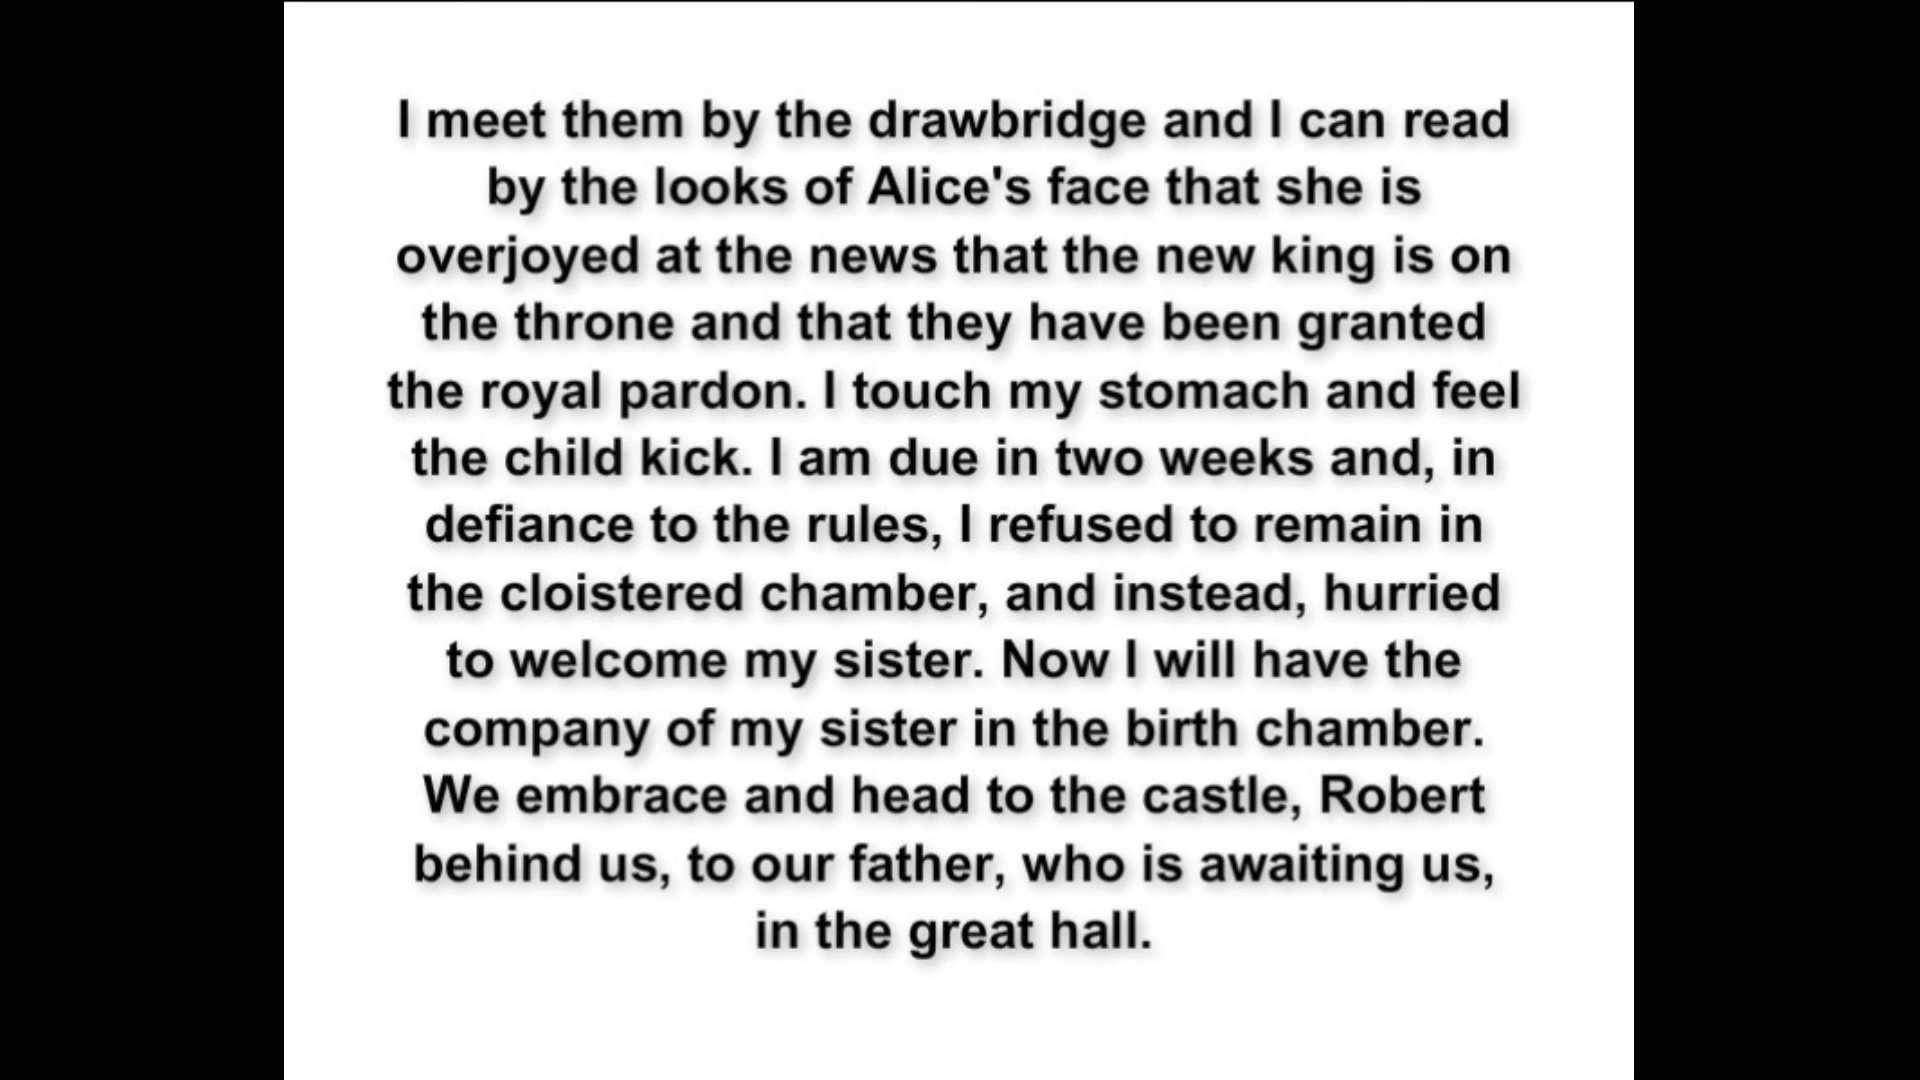 I meet them by the drawbridge and I can read
by the looks of Alice's face that she is
overjoyed at the news that the new king is on
the throne and that they have been granted
the royal pardon. I touch my stomach and feel
the child kick. I am due in two weeks and, in
defiance to the rules, I refused to remain in
the cloistered chamber, and instead, hurried
to welcome my sister. Now I will have the
company of my sister in the birth chamber.
We embrace and head to the castle, Robert
behind us, to our father, who is awaiting us,
in the great hall.